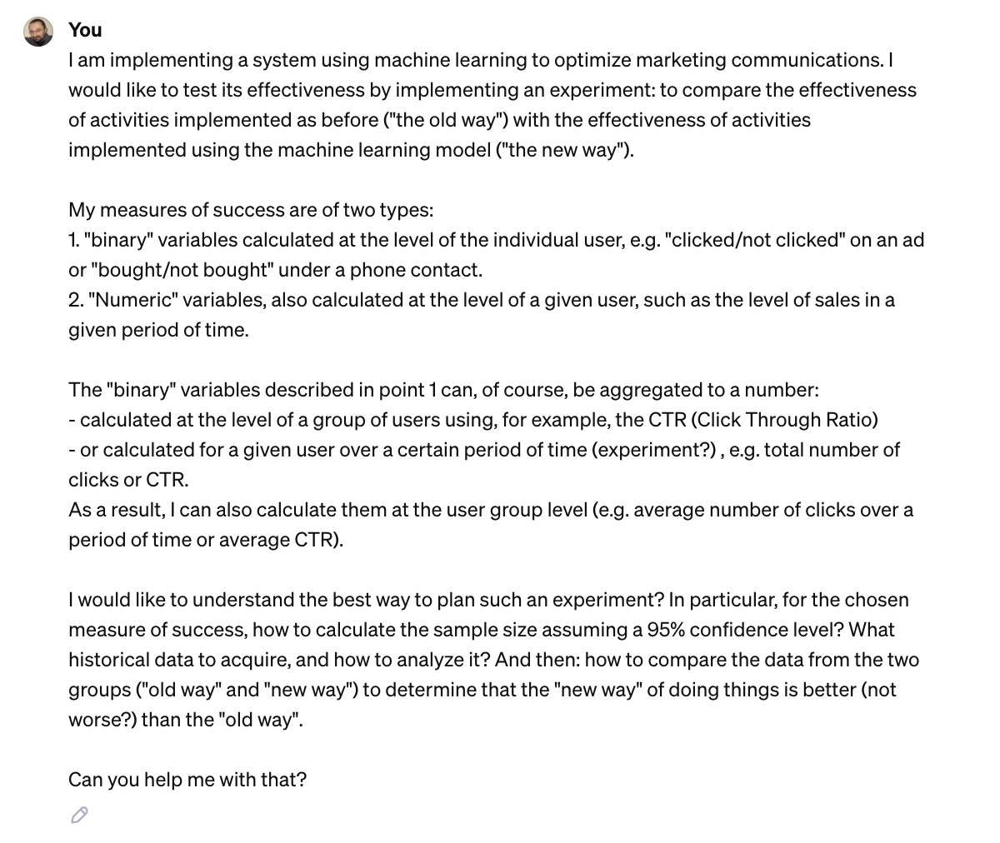 You
I am implementing a system using machine learning to optimize marketing communications. I
would like to test its effectiveness by implementing an experiment: to compare the effectiveness
of activities implemented as before ("the old way") with the effectiveness of activities
implemented using the machine learning model ("the new way").
My measures of success are of two types:
1. "binary" variables calculated at the level of the individual user, e.g. "clicked/not clicked" on an ad
or "bought/not bought" under a phone contact.
2. "Numeric" variables, also calculated at the level of a given user, such as the level of sales in a
given period of time.
The "binary" variables described in point 1 can, of course, be aggregated to a number:
- calculated at the level of a group of users using, for example, the CTR (Click Through Ratio)
- or calculated for a given user over a certain period of time (experiment?) , e.g. total number of
clicks or CTR.
As a result, I can also calculate them at the user group level (e.g. average number of clicks over a
period of time or average CTR).
I would like to understand the best way to plan such an experiment? In particular, for the chosen
measure of success, how to calculate the sample size assuming a 95% confidence level? What
historical data to acquire, and how to analyze it? And then: how to compare the data from the two
groups ("old way" and "new way") to determine that the "new way" of doing things is better (not
worse?) than the "old way".
Can you help me with that?